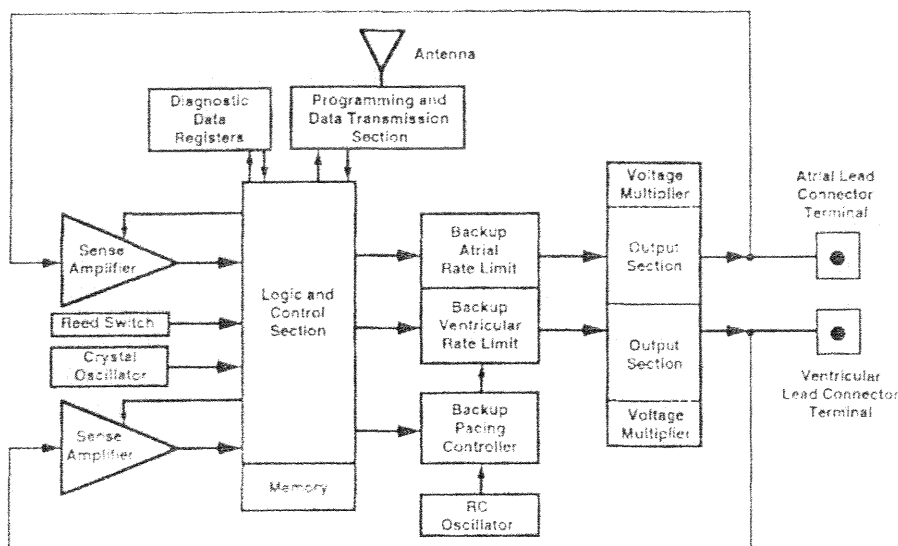 Antenna
Diagnostic
Data
Registers
Programming and
Data Transmission
Section
Voltage
Multiplier
Atrial Lead
Connector
Terminal
Sense
Amplifier
Backup
Atrial
Rate Limit
Output
Section
Logic and
Control
Section
Reed Switch
Backup
Ventricular
Rate Limit
Crystal
Oscillator
Output
Section
Ventricular
Lead Connector
Terminal
Sense
Amplifier
Backup
Pacing
Controller
Voltage
Multiplier
Memory
RC
Oscillator